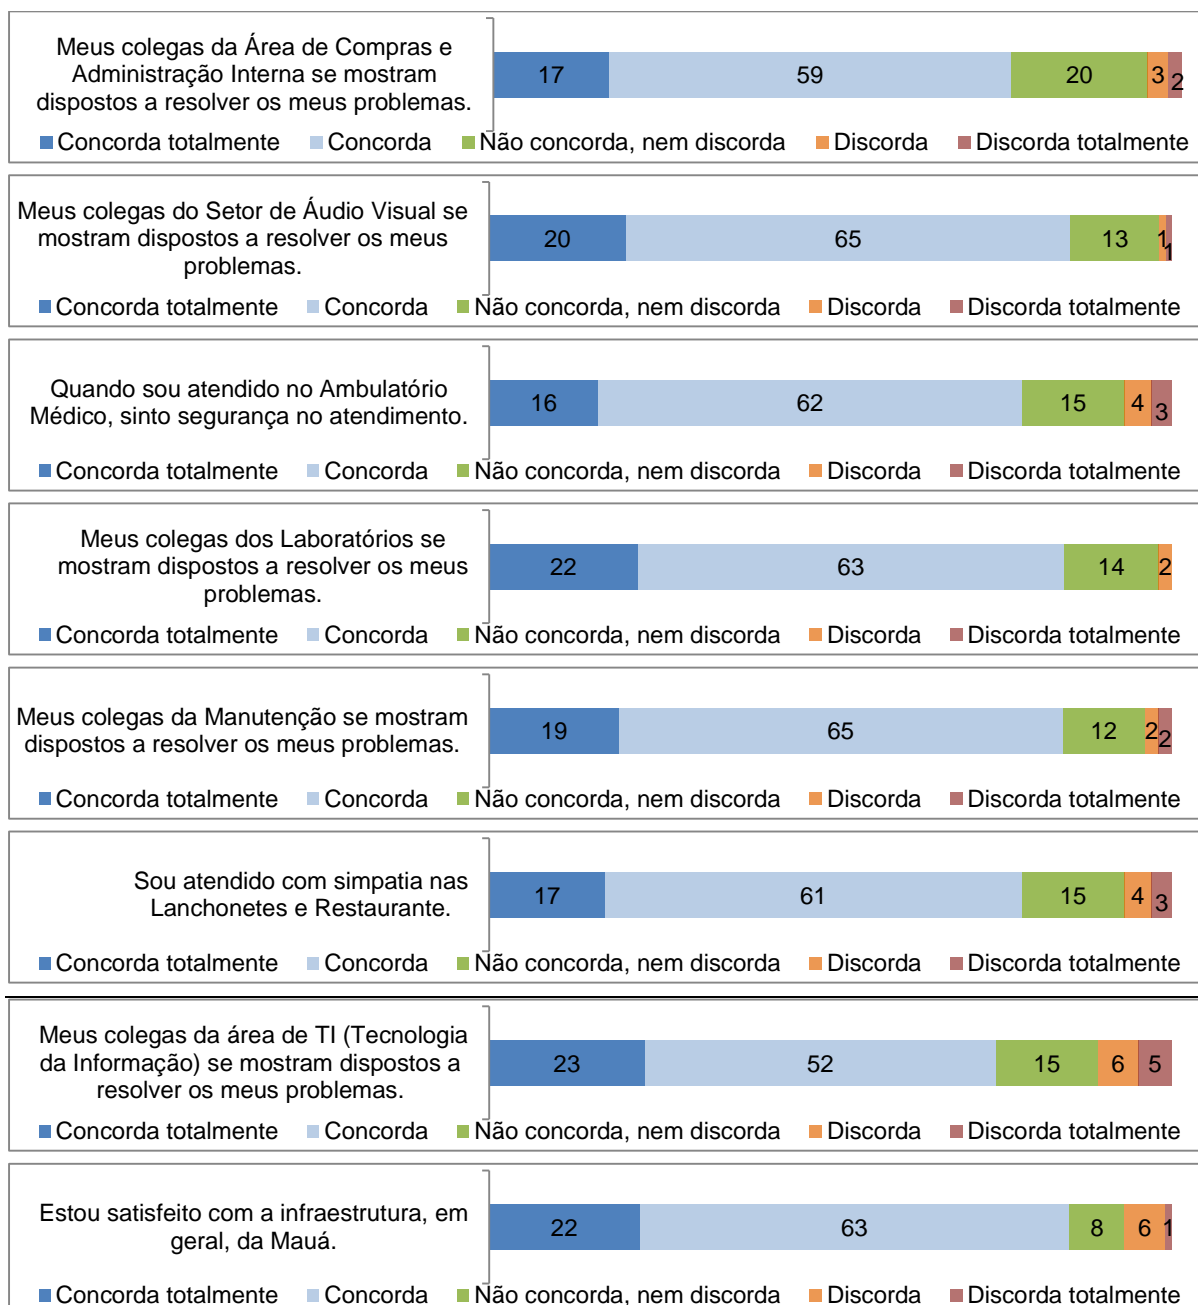 Meus colegas da Área de Compras e
Administração Interna se mostram
dispostos a resolver os meus problemas.
17 59 20 3 2
Concorda totalmente Concorda Não concorda, nem discorda Discorda Discorda totalmente
Meus colegas do Setor de Áudio Visual se
mostram dispostos a resolver os meus
problemas.
20 65 13 1 1
Concorda totalmente Concorda Não concorda, nem discorda Discorda Discorda totalmente
Quando sou atendido no Ambulatório
Médico, sinto segurança no atendimento.
16 62 15 4 3
Concorda totalmente Concorda Não concorda, nem discorda Discorda Discorda totalmente
Meus colegas dos Laboratórios se
mostram dispostos a resolver os meus
problemas.
22 63 14 2
Concorda totalmente Concorda Não concorda, nem discorda Discorda Discorda totalmente
Meus colegas da Manutenção se mostram
dispostos a resolver os meus problemas.
19 65 12 2 2
Concorda totalmente Concorda Não concorda, nem discorda Discorda Discorda totalmente
Sou atendido com simpatia nas
Lanchonetes e Restaurante.
17 61 15 4 3
Concorda totalmente Concorda Não concorda, nem discorda Discorda Discorda totalmente
Meus colegas da área de TI (Tecnologia
da Informação) se mostram dispostos a
resolver os meus problemas.
23 52 15 6 5
Concorda totalmente Concorda Não concorda, nem discorda Discorda Discorda totalmente
Estou satisfeito com a infraestrutura, em
geral, da Mauá.
22 63 8 6 1
Concorda totalmente Concorda Não concorda, nem discorda Discorda Discorda totalmente